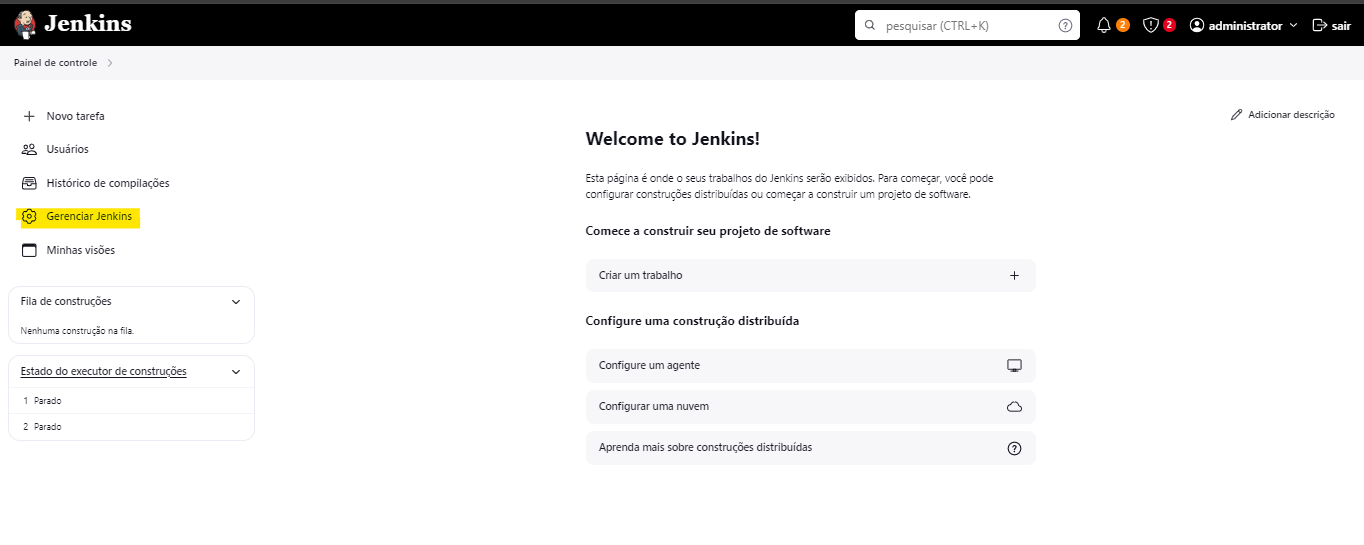 Jenkins
pesquisar (CTRL+K)
2
2
administrator
sair
Painel de controle
Novo tarefa
Usuários
Histórico de compilações
Gerenciar Jenkins
Minhas visões
Fila de construções
Nenhuma construção na fila.
Estado do executor de construções
1 Parado
2 Parado
Adicionar descrição
Welcome to Jenkins!
Esta página é onde o seus trabalhos do Jenkins serão exibidos. Para começar, você pode
configurar construções distribuídas ou começar a construir um projeto de software.
Comece a construir seu projeto de software
Criar um trabalho
Configure uma construção distribuída
Configure um agente
Configurar uma nuvem
Aprenda mais sobre construções distribuídas